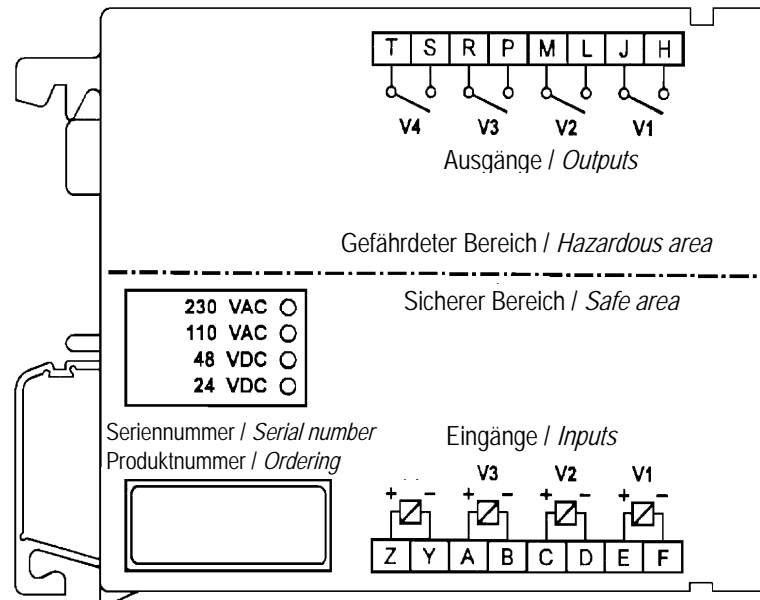 T S R P M L J H
V4 V3 V2 V1
Ausgänge / Outputs
Gefährdeter Bereich / Hazardous area
Sicherer Bereich / Safe area
230 VAC
110 VAC
48 VDC
24 VDC
Seriennummer / Serial number
Produktnummer / Ordering
Eingänge / Inputs
V3 V2 V1
+ - + - + - + -
Z Y A B C D E F